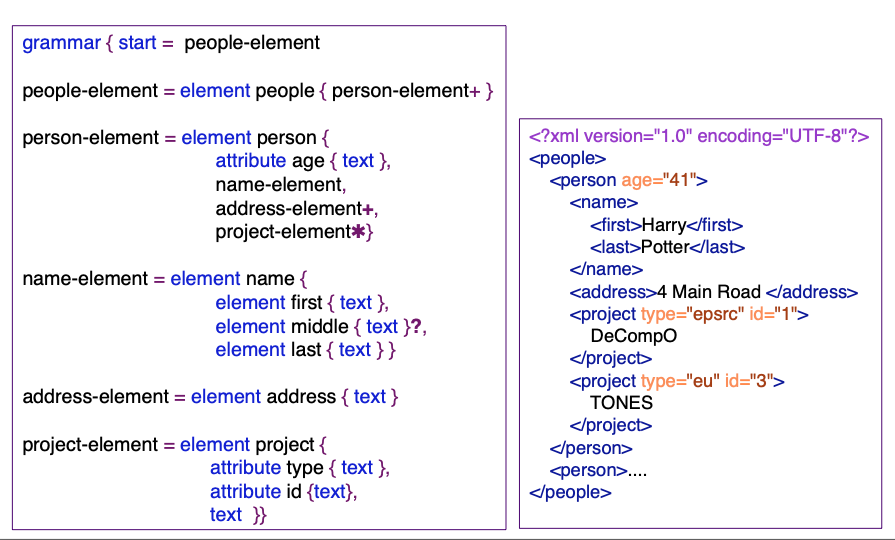 grammar { start = people-element
people-element = element people { person-element+ }
person-element = element person {
attribute age { text },
name-element,
address-element+,
project-element✱}
name-element = element name {
element first { text },
element middle { text }?,
element last { text } }
address-element = element address { text }
project-element = element project {
attribute type { text },
attribute id {text},
text }}
<?xml version="1.0" encoding="UTF-8"?>
<people>
<person age="41">
<name>
<first>Harry</first>
<last>Potter</last>
</name>
<address>4 Main Road </address>
<project type="epsrc" id="1">
DeCompO
</project>
<project type="eu" id="3">
TONES
</project>
</person>
<person>....
</people>